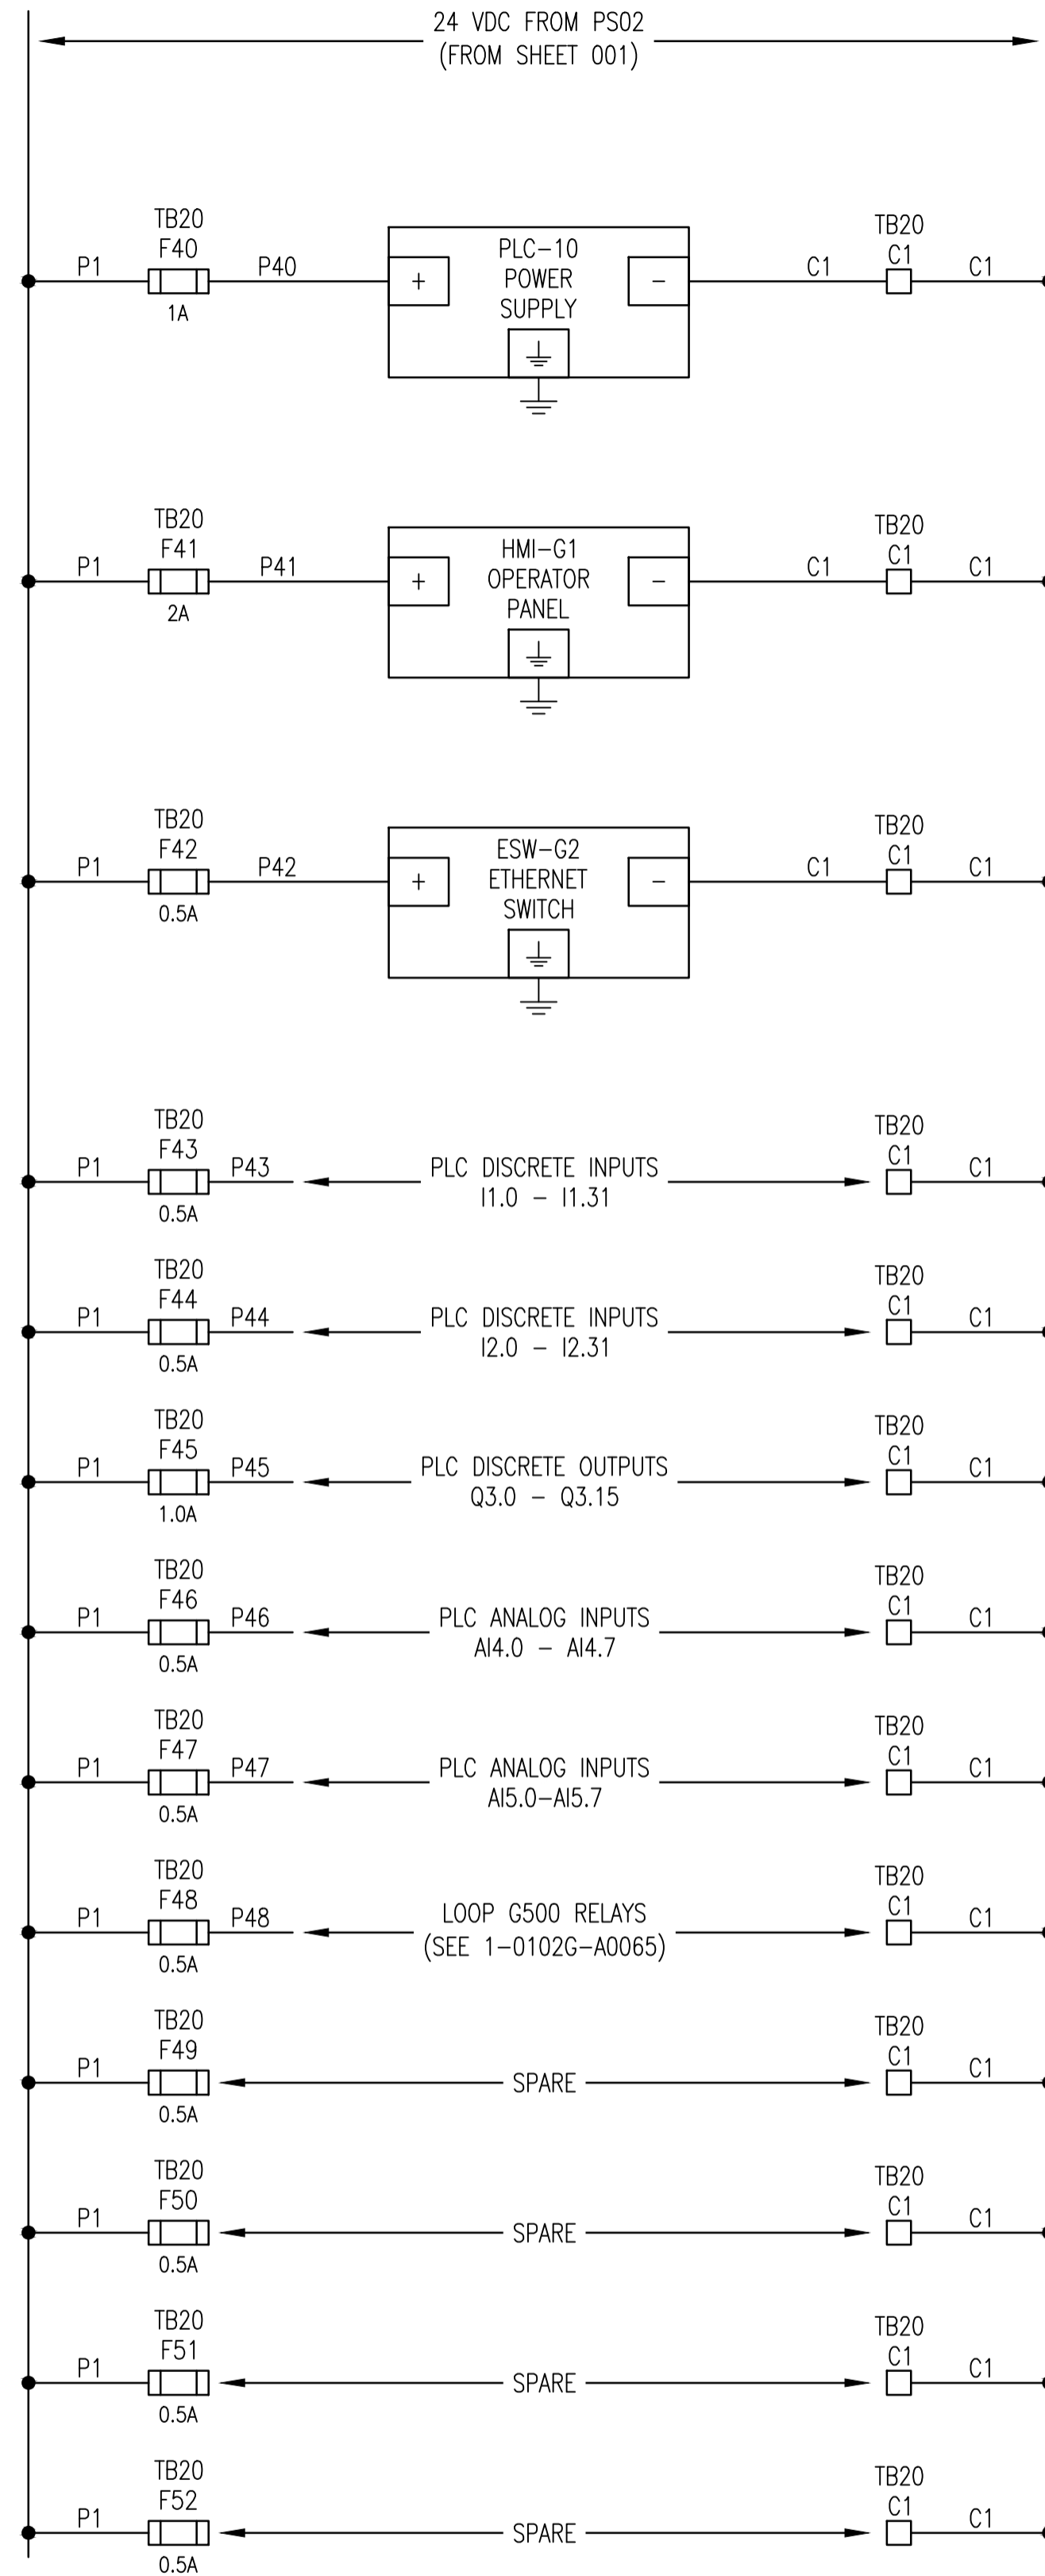 24 VDC FROM PS02
(FROM SHEET 001)
TB20
F40
P1
P40
1A
PLC-10
POWER
SUPPLY
+
-
TB20
C1
C1
C1
TB20
F41
P1
P41
2A
HMI-G1
OPERATOR
PANEL
+
-
TB20
C1
C1
C1
TB20
F42
P1
P42
0.5A
ESW-G2
ETHERNET
SWITCH
+
-
TB20
C1
C1
C1
TB20
F43
P1
P43
0.5A
PLC DISCRETE INPUTS
I1.0 - I1.31
TB20
C1
C1
TB20
F44
P1
P44
0.5A
PLC DISCRETE INPUTS
I2.0 - I2.31
TB20
C1
C1
TB20
F45
P1
P45
1.0A
PLC DISCRETE OUTPUTS
Q3.0 - Q3.15
TB20
C1
C1
TB20
F46
P1
P46
0.5A
PLC ANALOG INPUTS
AI4.0 - AI4.7
TB20
C1
C1
TB20
F47
P1
P47
0.5A
PLC ANALOG INPUTS
AI5.0-AI5.7
TB20
C1
C1
TB20
F48
P1
P48
0.5A
LOOP G500 RELAYS
(SEE 1-0102G-A0065)
TB20
C1
C1
TB20
F49
P1
0.5A
SPARE
TB20
C1
C1
TB20
F50
P1
0.5A
SPARE
TB20
C1
C1
TB20
F51
P1
0.5A
SPARE
TB20
C1
C1
TB20
F52
P1
0.5A
SPARE
TB20
C1
C1